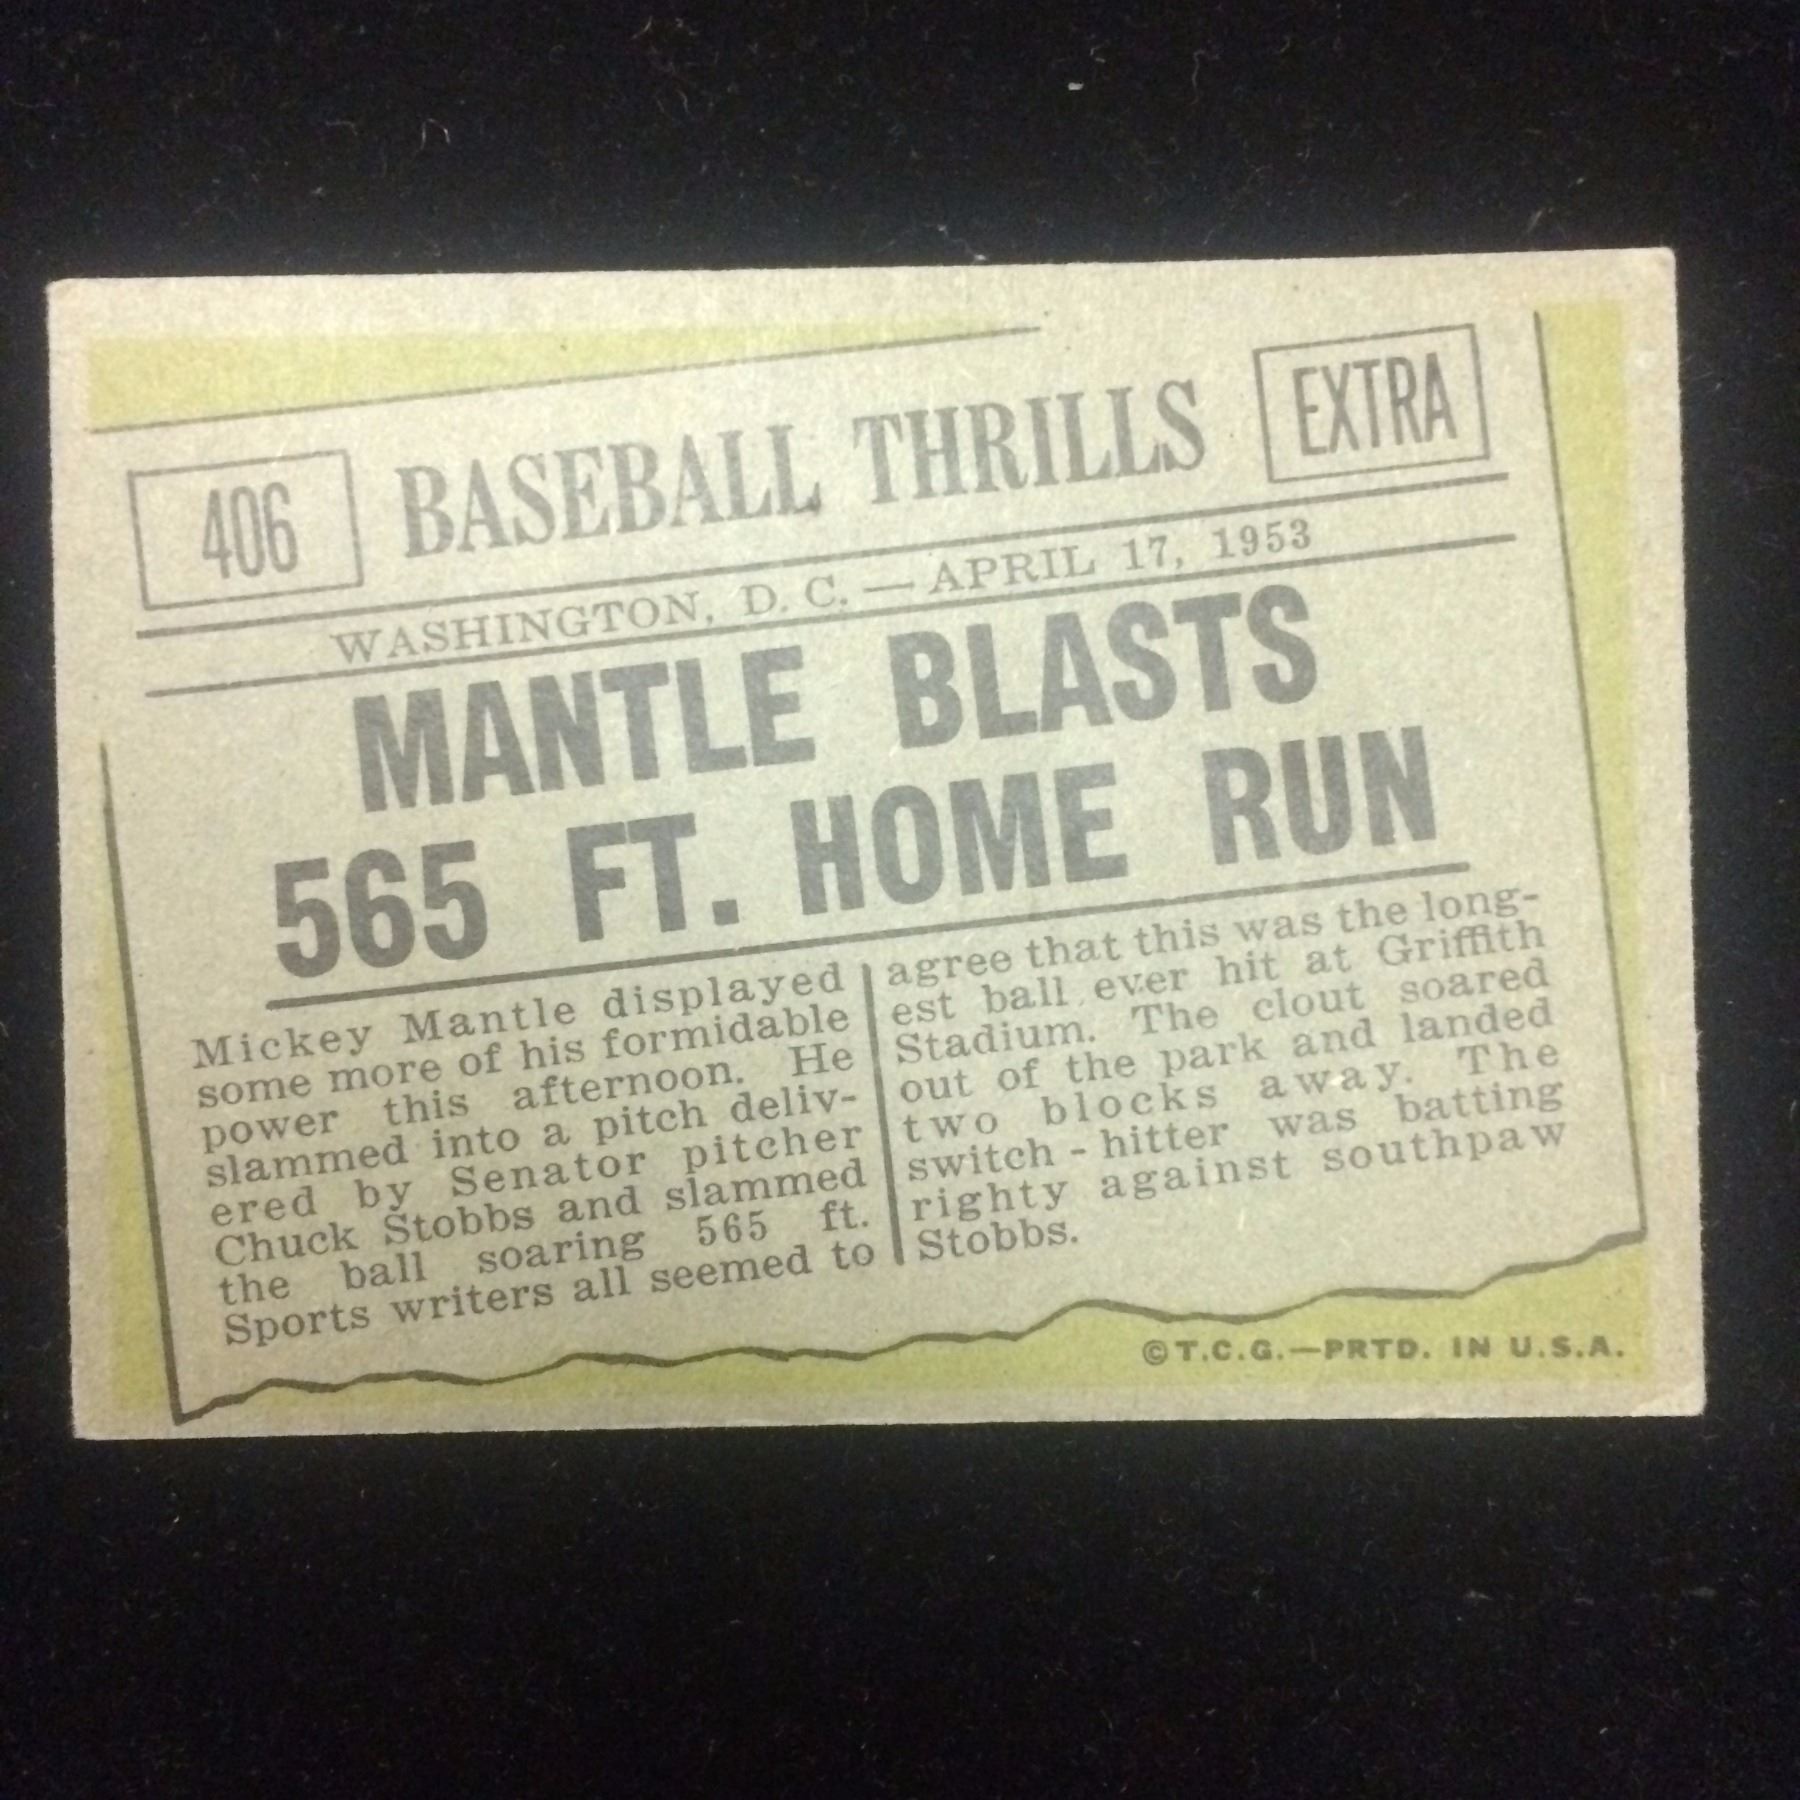 406
BASEBALL THRILLS
EXTRA
WASHINGTON, D. C. — APRIL 17, 1953
MANTLE BLASTS
565 FT. HOME RUN
Mickey Mantle displayed
some more of his formidable
power this afternoon. He
slammed into a pitch deliv-
ered by Senator pitcher
Chuck Stobbs and slammed
the ball soaring 565 ft.
Sports writers all seemed to
agree that this was the long-
est ball ever hit at Griffith
Stadium. The clout soared
out of the park and landed
two blocks away. The
switch-hitter was batting
righty against southpaw
Stobbs.
©T.C.G.—PRTD. IN U.S.A.